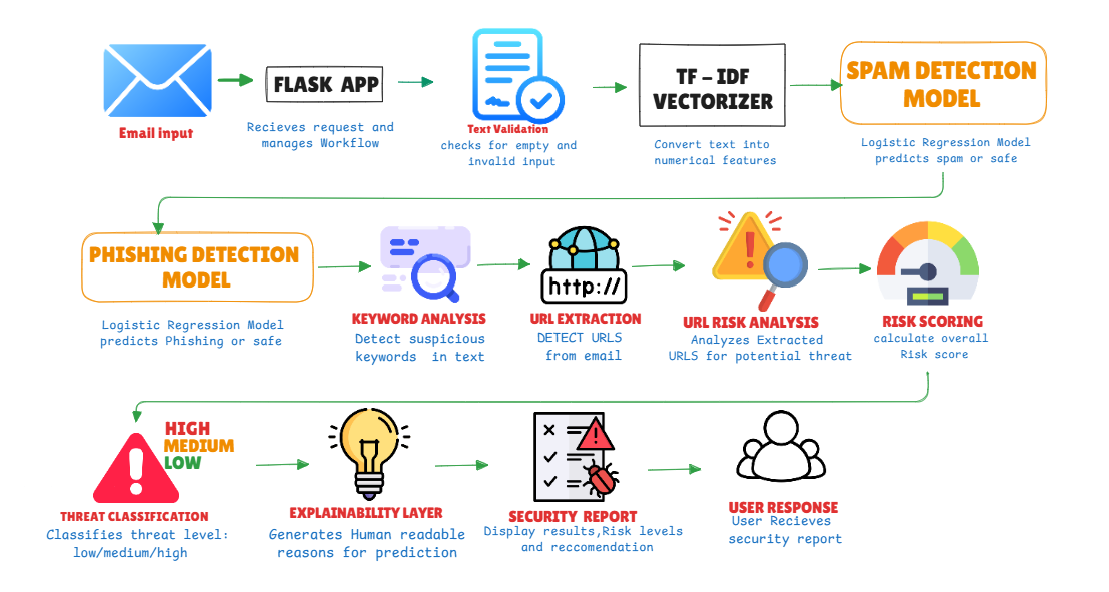 Email input
FLASK APP
Recieves request and
manages Workflow
Text Validation
checks for empty and
invalid input
TF - IDF
VECTORIZER
Convert text into
numerical features
SPAM DETECTION
MODEL
Logistic Regression Model
predicts spam or safe
PHISHING DETECTION
MODEL
Logistic Regression Model
predicts Phishing or safe
KEYWORD ANALYSIS
Detect suspicious
keywords in text
http://
URL EXTRACTION
DETECT URLS
from email
URL RISK ANALYSIS
Analyzes Extracted
URLS for potential threat
RISK SCORING
calculate overall
Risk score
HIGH
MEDIUM
LOW
THREAT CLASSIFICATION
Classifies threat level:
low/medium/high
EXPLAINABILITY LAYER
Generates Human readable
reasons for prediction
SECURITY REPORT
Display results,Risk levels
and reccomendation
USER RESPONSE
User Recieves
security report